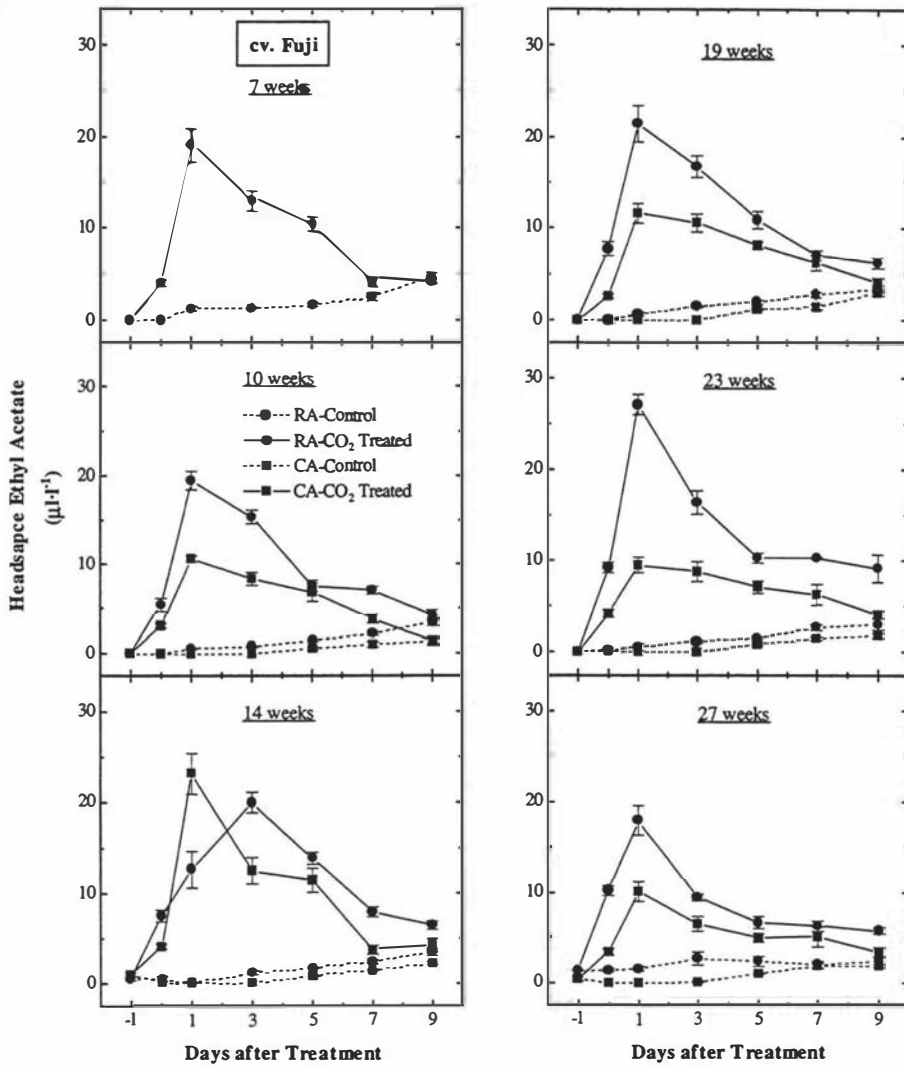 cv. Fuji
7 weeks
30
20
10
0
10 weeks
RA-Control
RA-CO₂ Treated
CA-Control
CA-CO₂ Treated
30
20
10
0
14 weeks
30
20
10
0
-1 1 3 5 7 9
Days after Treatment
Headsapce Ethyl Acetate
(μl·l⁻¹)
19 weeks
30
20
10
0
23 weeks
30
20
10
0
27 weeks
30
20
10
0
-1 1 3 5 7 9
Days after Treatment